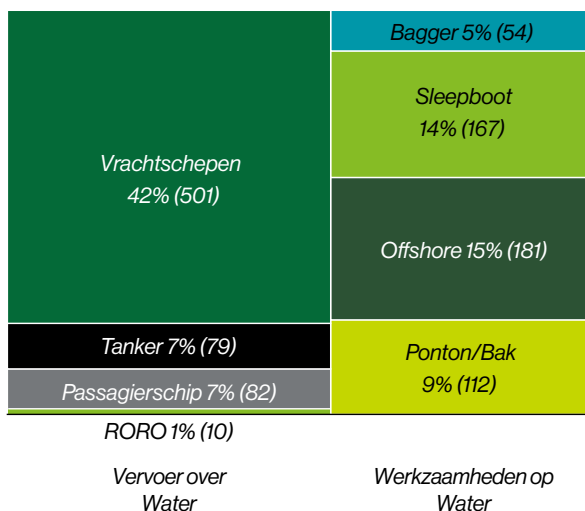 Vrachtschepen
42% (501)
Tanker 7% (79)
Passagierschip 7% (82)
RORO 1% (10)
Vervoer over
Water
Bagger 5% (54)
Sleepboot
14% (167)
Offshore 15% (181)
Ponton/Bak
9% (112)
Werkzaamheden op
Water